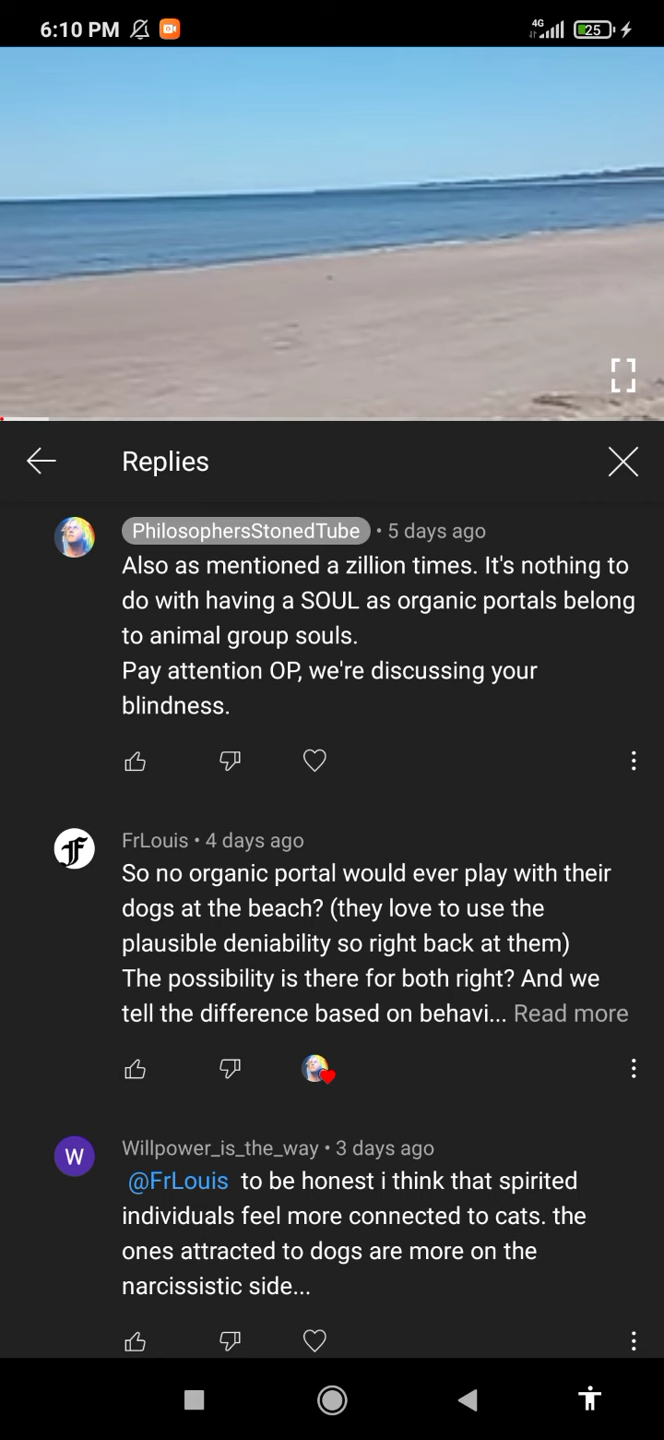 6:10 PM
4G
25
Replies
PhilosophersStonedTube • 5 days ago
Also as mentioned a zillion times. It's nothing to
do with having a SOUL as organic portals belong
to animal group souls.
Pay attention OP, we're discussing your
blindness.
FrLouis • 4 days ago
So no organic portal would ever play with their
dogs at the beach? (they love to use the
plausible deniability so right back at them)
The possibility is there for both right? And we
tell the difference based on behavi... Read more
W
Willpower_is_the_way • 3 days ago
@FrLouis to be honest i think that spirited
individuals feel more connected to cats. the
ones attracted to dogs are more on the
narcissistic side...